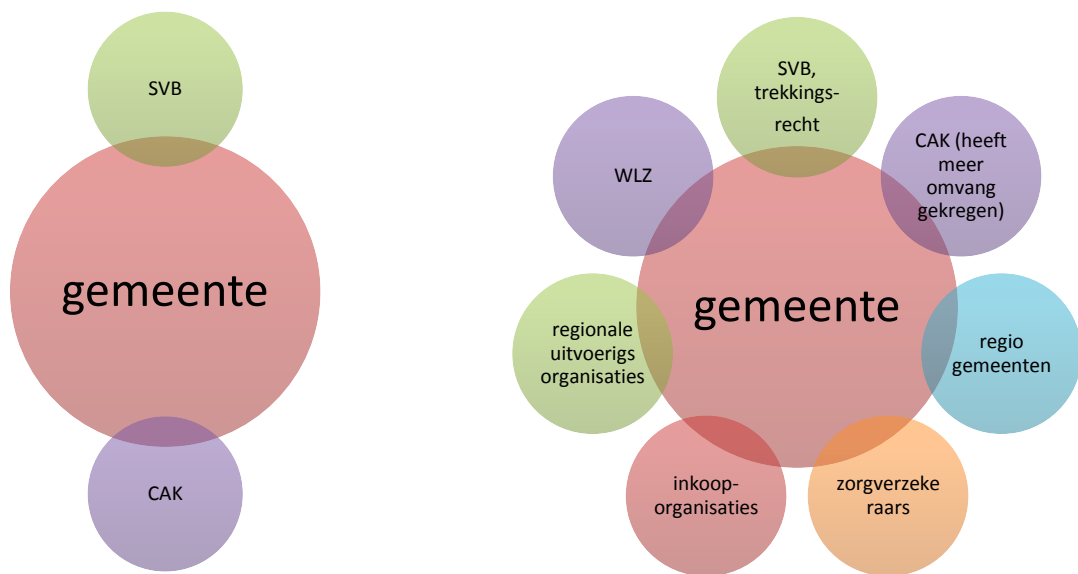 SVB
gemeente
CAK
SVB,
trekkings-
recht
CAK (heeft
meer
omvang
gekregen)
regio
gemeenten
zorgverzeke
raars
inkoop-
organisaties
regionale
uitvoerigs
organisaties
WLZ
gemeente